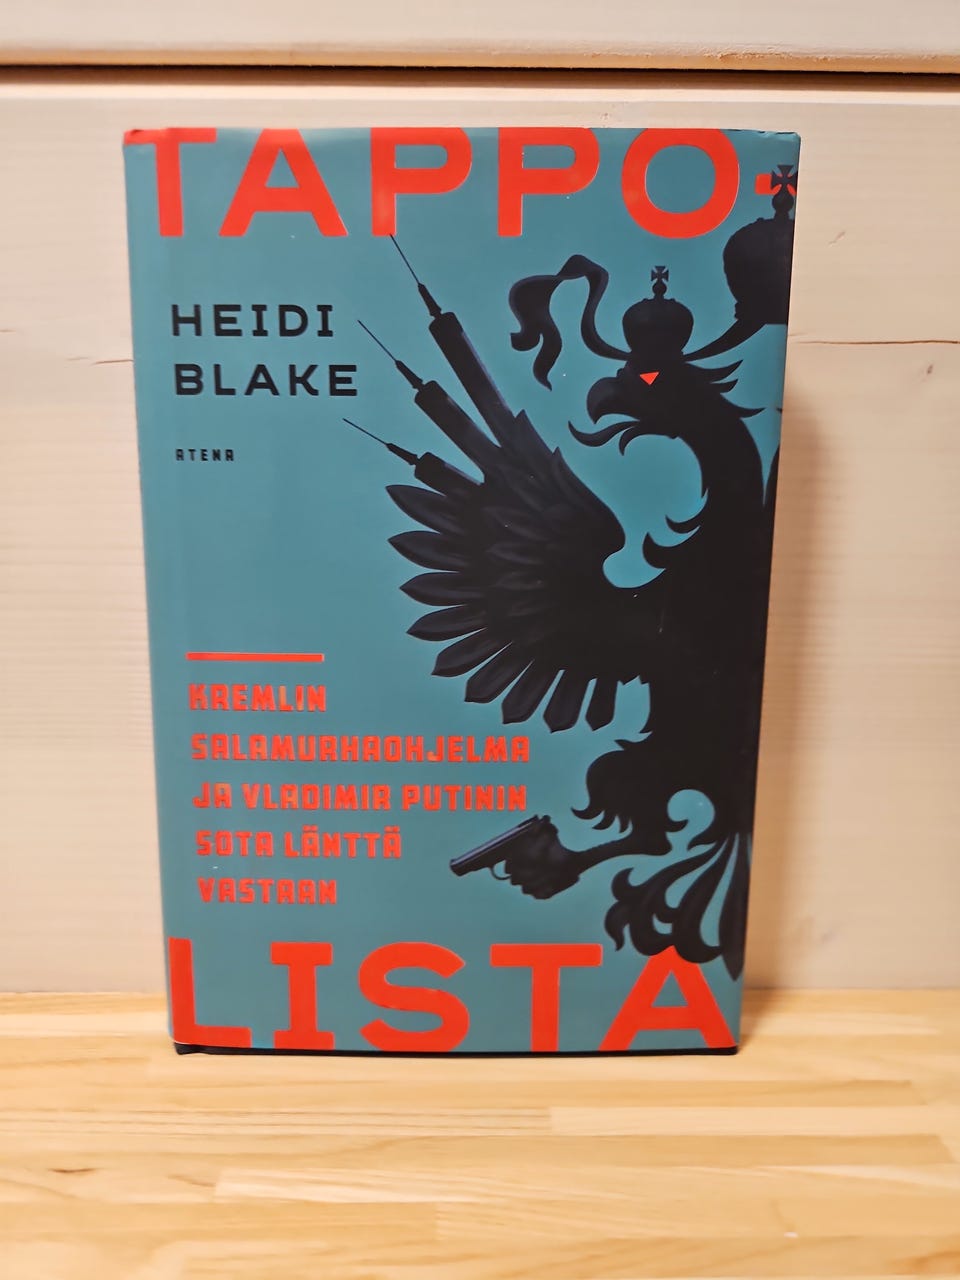 TAPPO-
HEIDI
BLAKE
ATENA
KREMLIN
SALAMURHAOHJELMA
JA VLADIMIR PUTININ
SOTA LÄNTTÄ
VASTAAN
LISTA